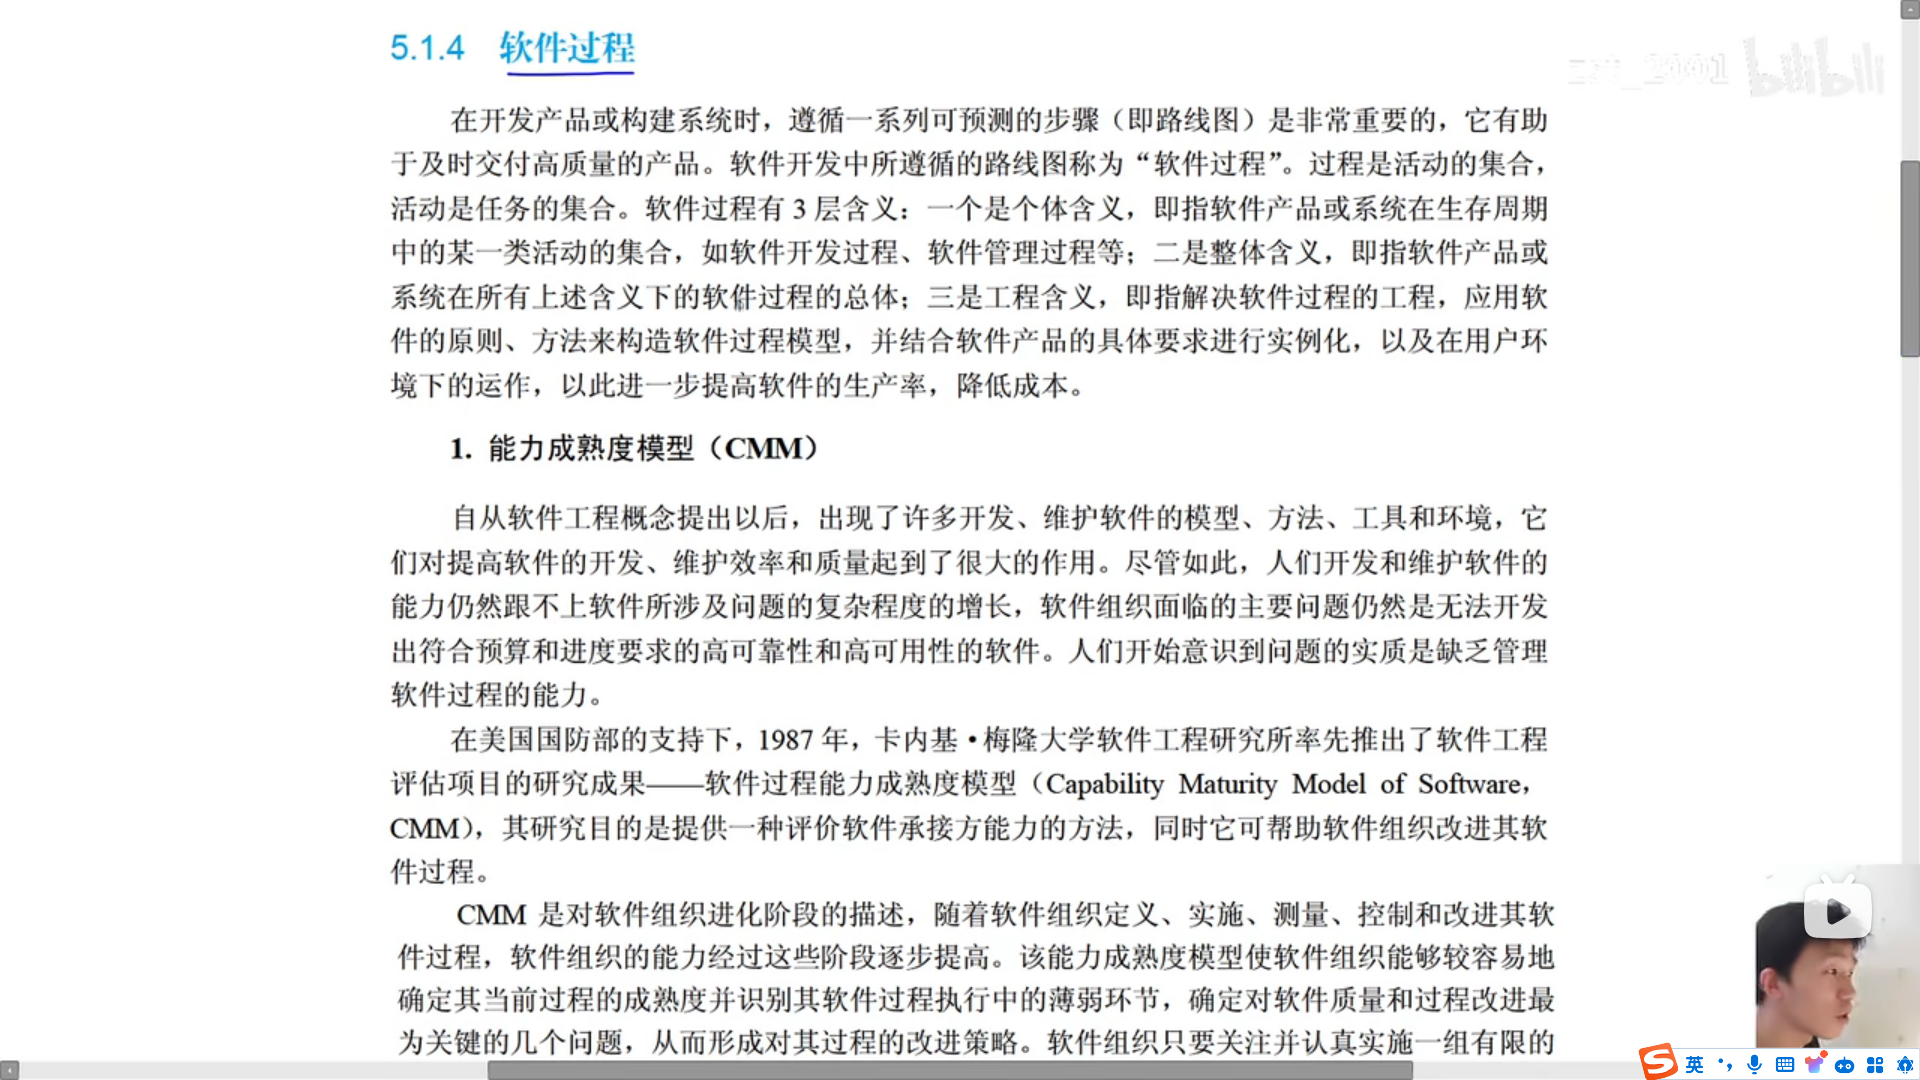 5.1.4 软件过程
bilibili
在开发产品或构建系统时，遵循一系列可预测的步骤（即路线图）是非常重要的，它有助
于及时交付高质量的产品。软件开发中所遵循的路线图称为“软件过程”。过程是活动的集合，
活动是任务的集合。软件过程有 3 层含义：一个是个体含义，即指软件产品或系统在生存周期
中的某一类活动的集合，如软件开发过程、软件管理过程等；二是整体含义，即指软件产品或
系统在所有上述含义下的软件过程的总体；三是工程含义，即指解决软件过程的工程，应用软
件的原则、方法来构造软件过程模型，并结合软件产品的具体要求进行实例化，以及在用户环
境下的运作，以此进一步提高软件的生产率，降低成本。
1. 能力成熟度模型（CMM）
自从软件工程概念提出以后，出现了许多开发、维护软件的模型、方法、工具和环境，它
们对提高软件的开发、维护效率和质量起到了很大的作用。尽管如此，人们开发和维护软件的
能力仍然跟不上软件所涉及问题的复杂程度的增长，软件组织面临的主要问题仍然是无法开发
出符合预算和进度要求的高可靠性和高可用性的软件。人们开始意识到问题的实质是缺乏管理
软件过程的能力。
在美国国防部的支持下，1987 年，卡内基·梅隆大学软件工程研究所率先推出了软件工程
评估项目的研究成果——软件过程能力成熟度模型（Capability Maturity Model of Software，
CMM），其研究目的是提供一种评价软件承接方能力的方法，同时它可帮助软件组织改进其软
件过程。
CMM 是对软件组织进化阶段的描述，随着软件组织定义、实施、测量、控制和改进其软
件过程，软件组织的能力经过这些阶段逐步提高。该能力成熟度模型使软件组织能够较容易地
确定其当前过程的成熟度并识别其软件过程执行中的薄弱环节，确定对软件质量和过程改进最
为关键的几个问题，从而形成对其过程的改进策略。软件组织只要关注并认真实施一组有限的
英